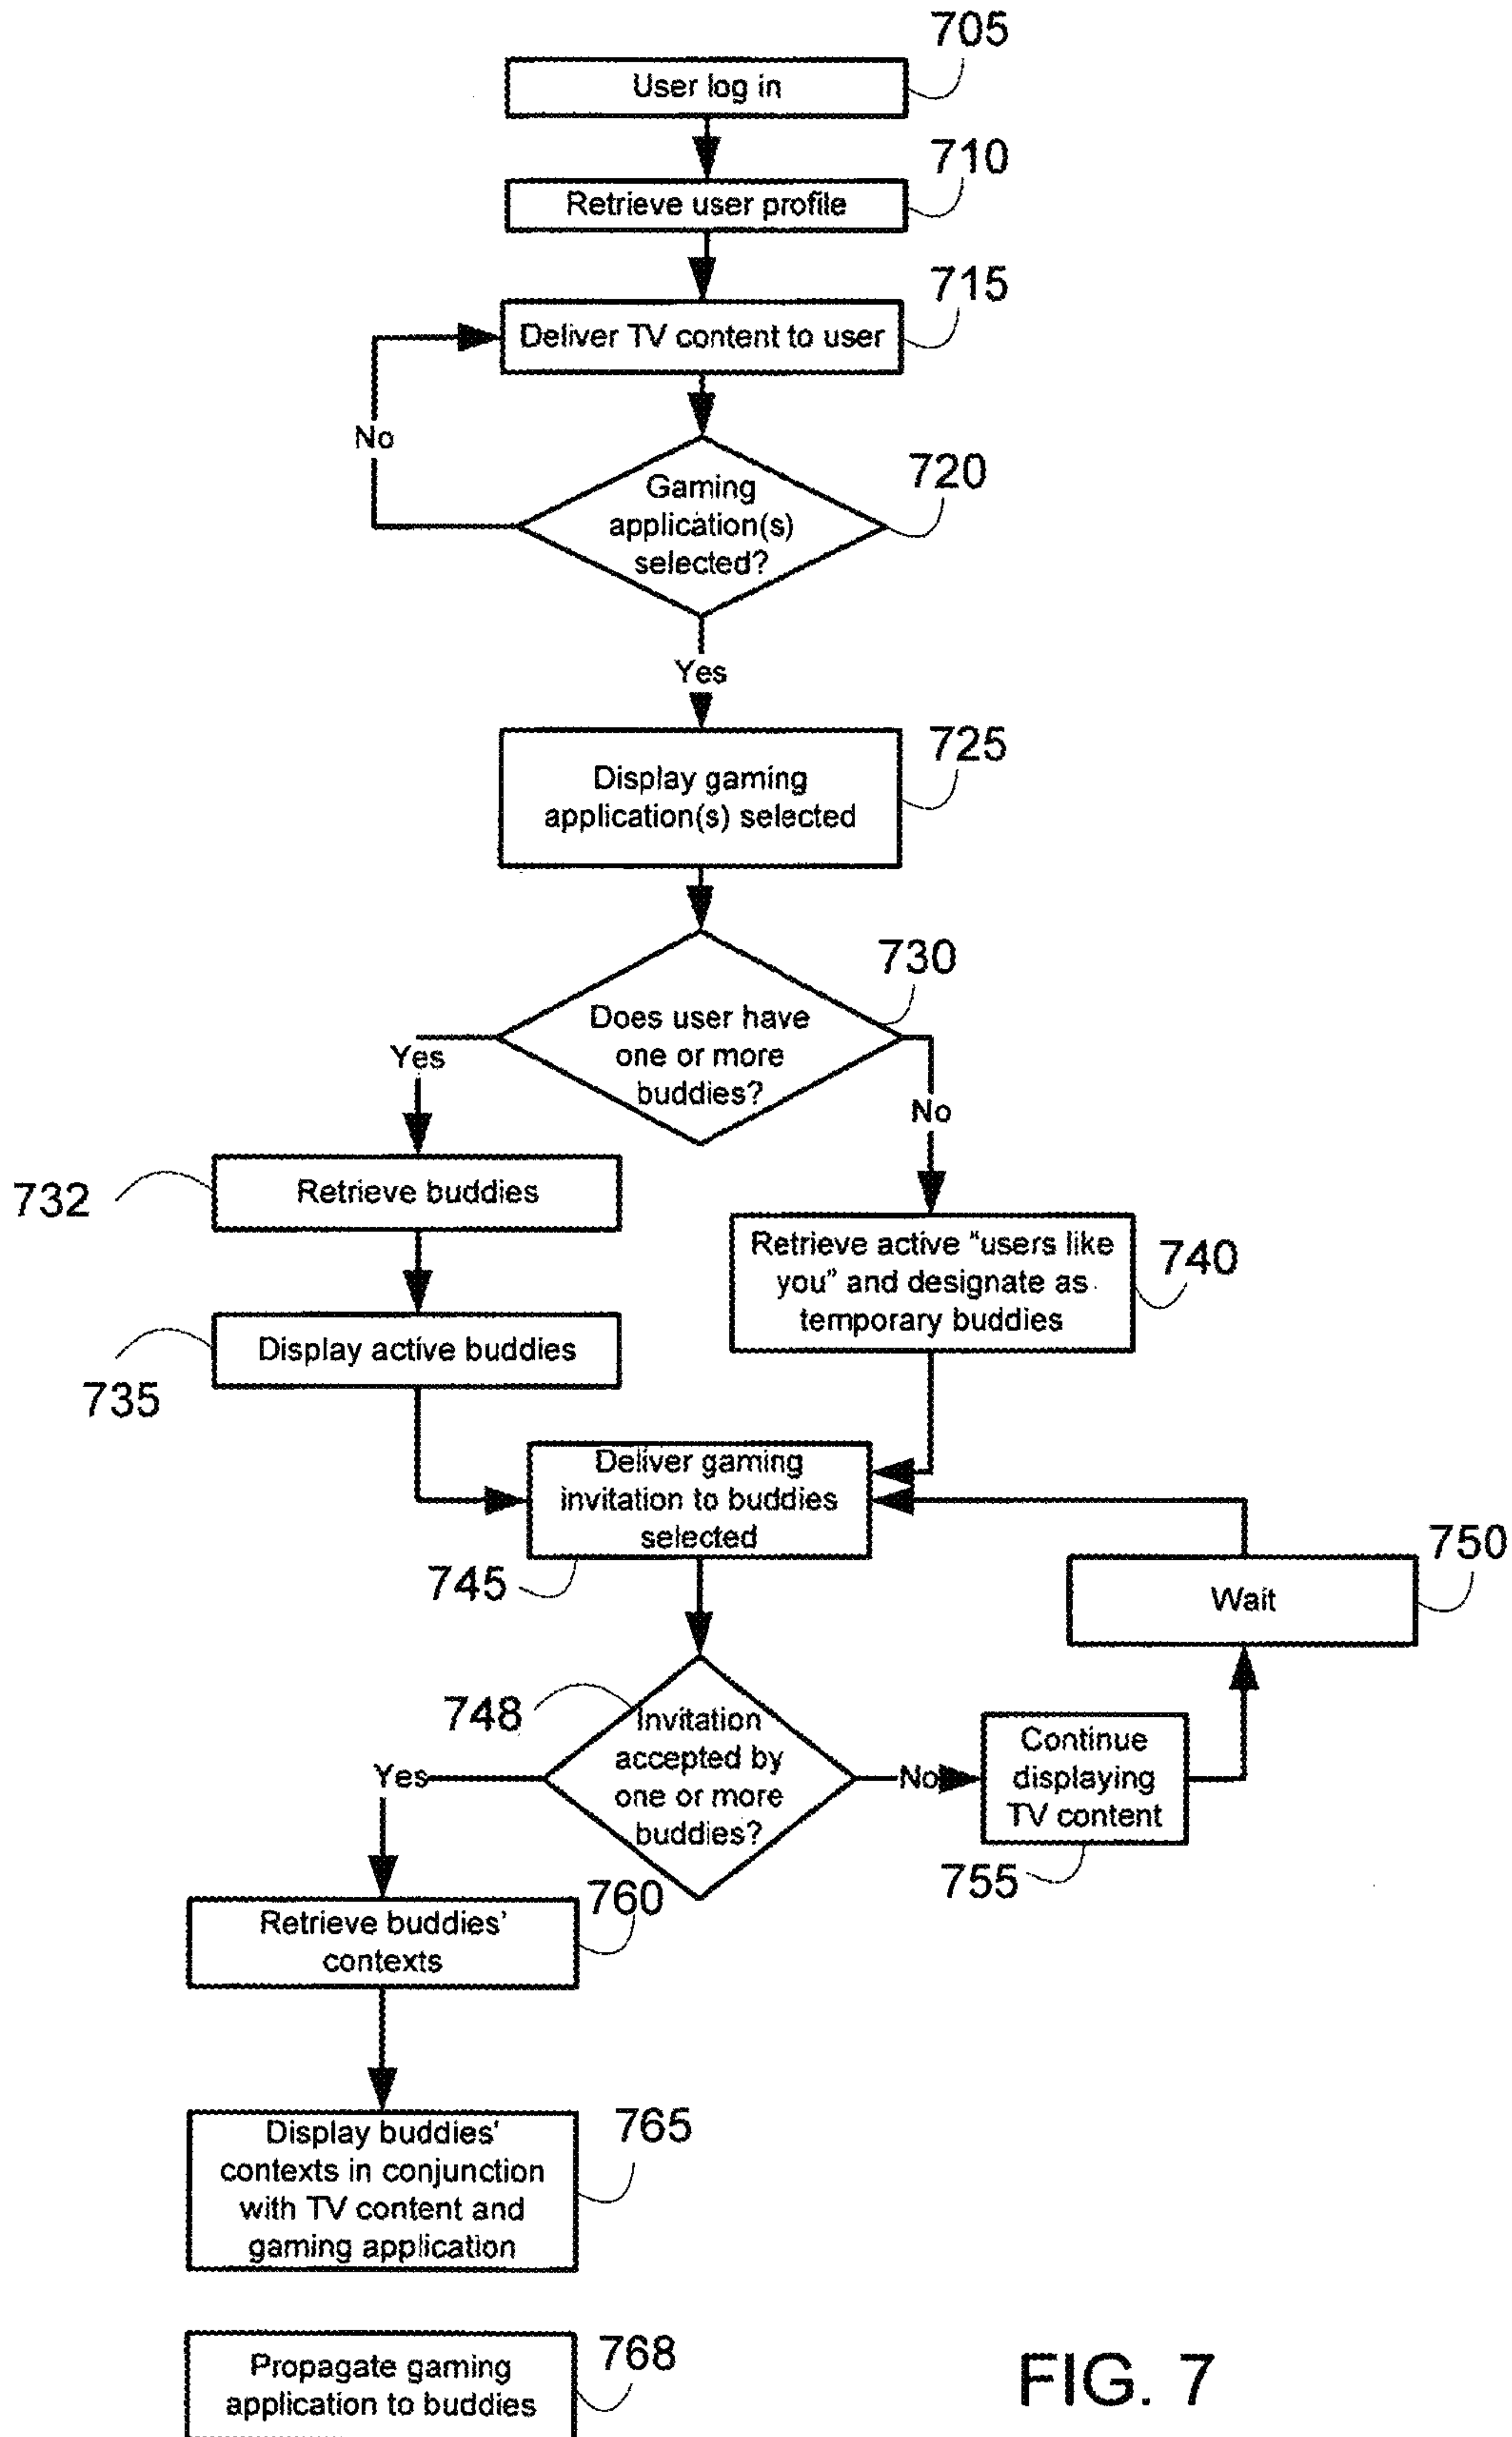 705
User log in
710
Retrieve user profile
715
Deliver TV content to user
No
720
Gaming
application(s)
selected?
Yes
725
Display gaming
application(s) selected
730
Does user have
one or more
buddies?
Yes
No
732
Retrieve buddies
740
Retrieve active “users like
you” and designate as
temporary buddies
735
Display active buddies
Deliver gaming
invitation to buddies
selected
745
750
Wait
748
Invitation
accepted by
one or more
buddies?
Yes
No
Continue
displaying
TV content
755
760
Retrieve buddies'
contexts
765
Display buddies'
contexts in conjunction
with TV content and
gaming application
768
Propagate gaming
application to buddies
FIG. 7